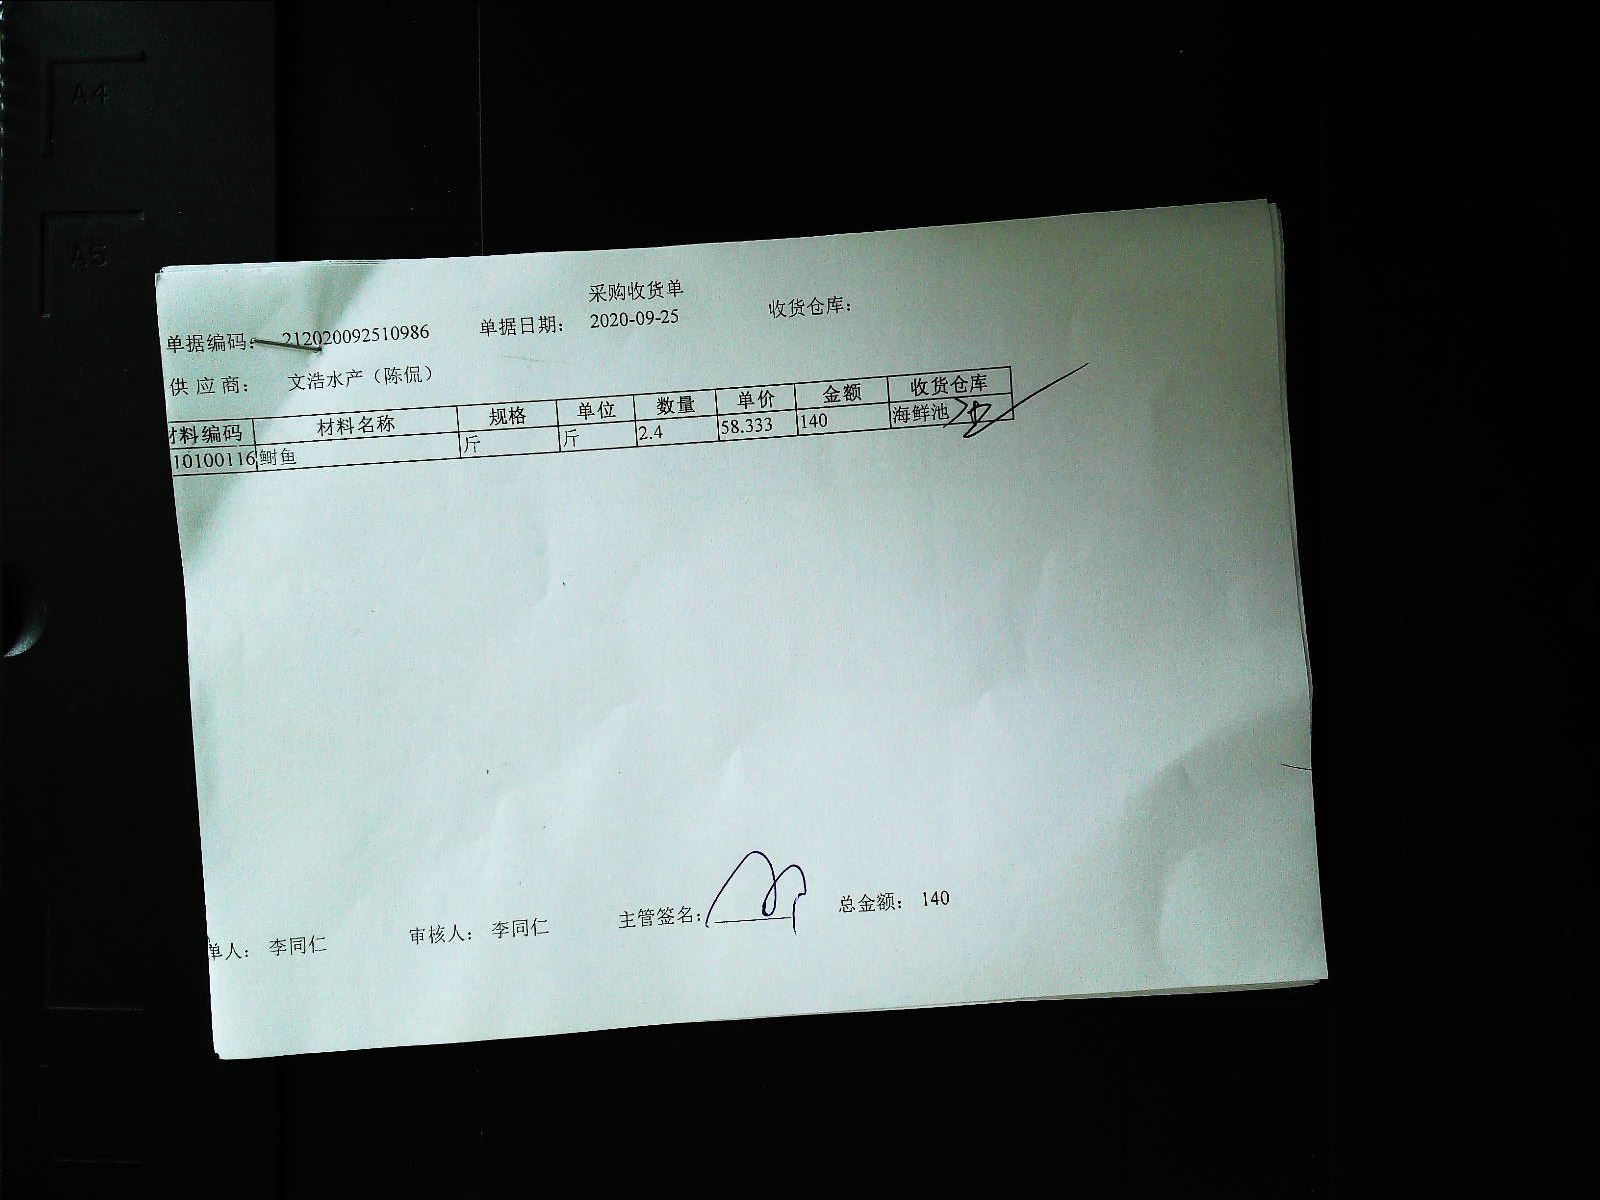 A4
A5
采购收货单
单据编码： 212020092510986 单据日期： 2020-09-25 收货仓库：
供应商： 文浩水产（陈侃）
材料编码 材料名称 规格 单位 数量 单价 金额 收货仓库
10100116 鲥鱼 斤 斤 2.4 58.333 140 海鲜池
单人： 李同仁 审核人： 李同仁 主管签名： 总金额： 140